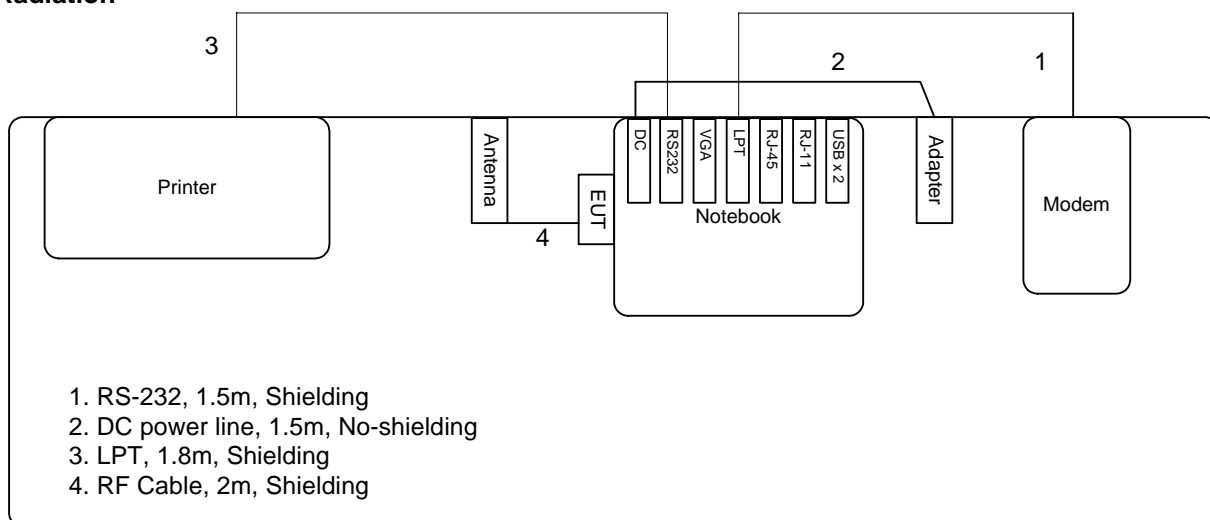 Radiation
3
2
1
Printer
Antenna
4
EUT
DC
RS232
VGA
LPT
RJ-45
RJ-11
USB x 2
Notebook
Adapter
Modem
1. RS-232, 1.5m, Shielding
2. DC power line, 1.5m, No-shielding
3. LPT, 1.8m, Shielding
4. RF Cable, 2m, Shielding